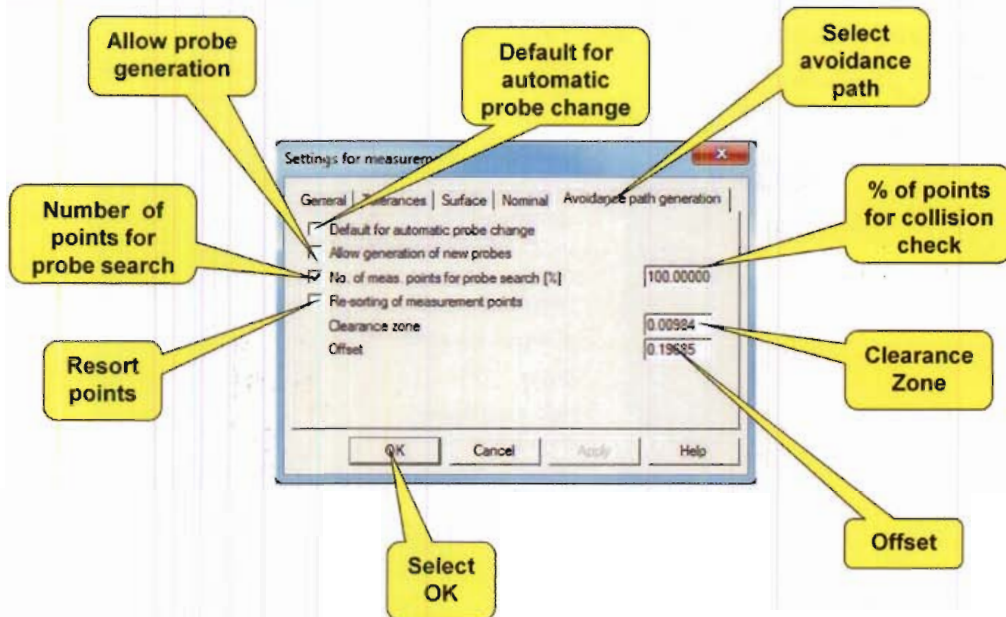 Allow probe
generation
Default for
automatic
probe change
Select
avoidance
path
Number of
points for
probe search
% of points
for collision
check
Resort
points
Clearance
Zone
Offset
Select
OK
Settings for
General
Surface
Nominal
Avoidance path generation
Default for automatic probe change
Allow generation of new probes
No. of meas. points for probe search [%]
100.00000
Re-sorting of measurement points
Clearance zone
0.00984
Offset
0.19685
OK
Cancel
Apply
Help